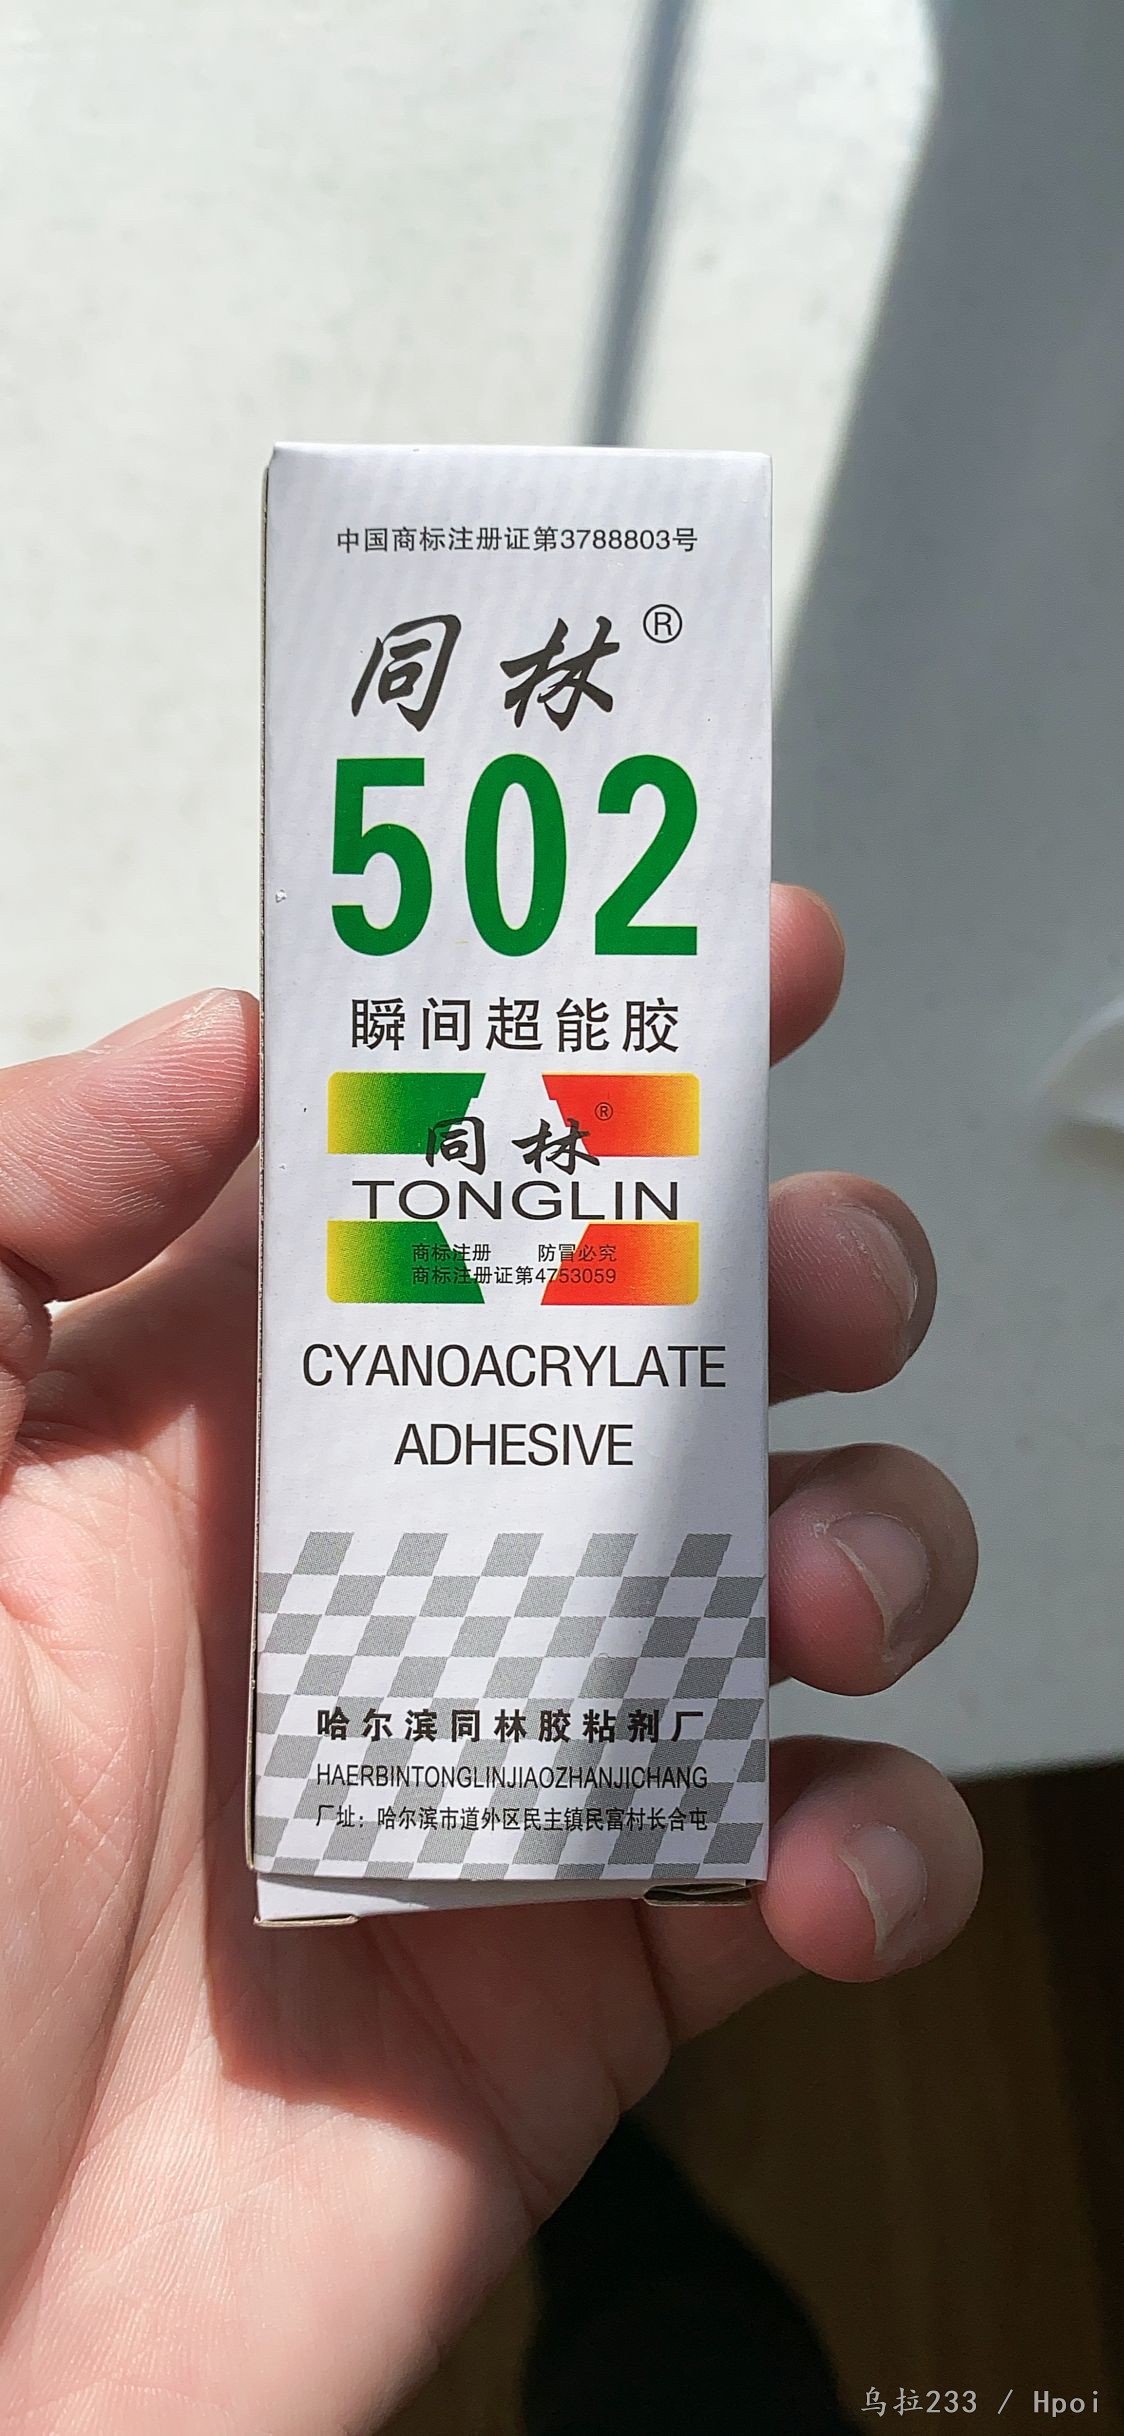 中国商标注册证第3788803号
同林®
502
瞬间超能胶
同林®
TONGLIN
商标注册 防冒必究
商标注册证第4753059
CYANOACRYLATE
ADHESIVE
哈尔滨同林胶粘剂厂
HAERBINTONGLINJIAOZHANJICHANG
厂址：哈尔滨市道外区民主镇民富村长合屯
乌拉233 / Hpoi